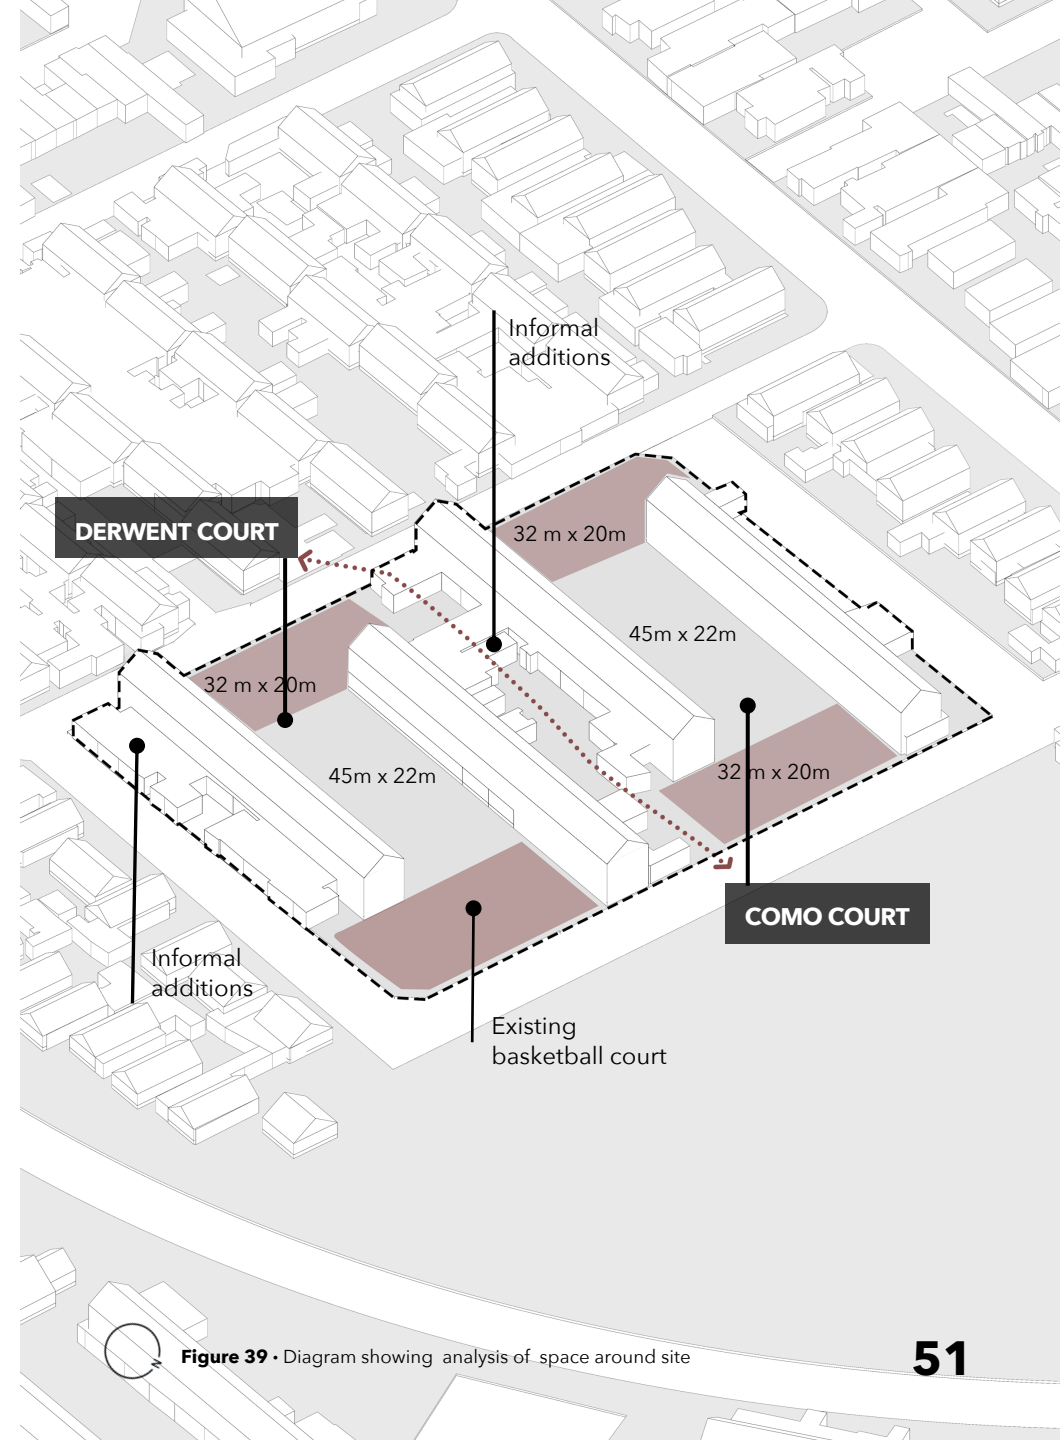 Informal
additions
DERWENT COURT
32 m x 20m
45m x 22m
32 m x 20m
45m x 22m
32 m x 20m
COMO COURT
Informal
additions
Existing
basketball court
N
Figure 39 • Diagram showing analysis of space around site
51